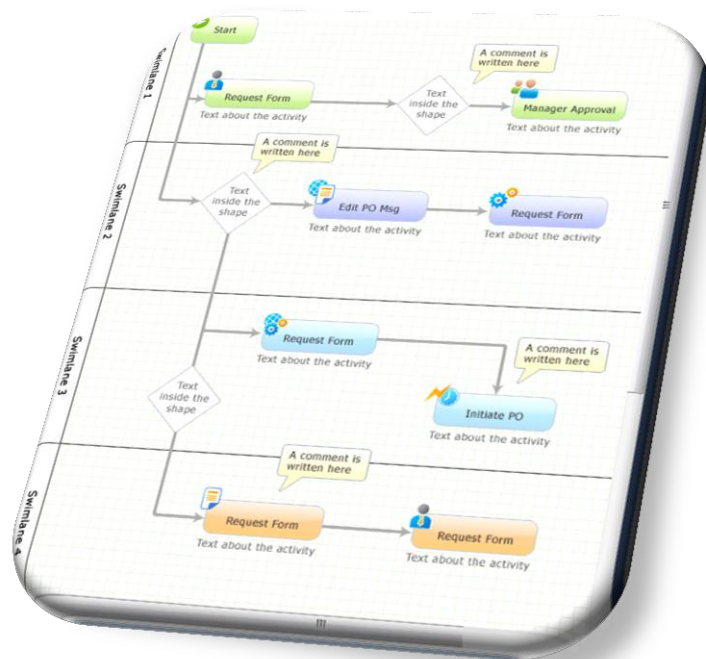 Start
Swimlane 1
A comment is
written here
Request Form
Text about the activity
Text
inside the
shape
Manager Approval
Text about the activity
Swimlane 2
A comment is
written here
Text
inside the
shape
Edit PO Msg
Text about the activity
Request Form
Text about the activity
Swimlane 3
Request Form
Text about the activity
A comment is
written here
Text
inside the
shape
Initiate PO
Text about the activity
Swimlane 4
A comment is
written here
Request Form
Text about the activity
Request Form
Text about the activity